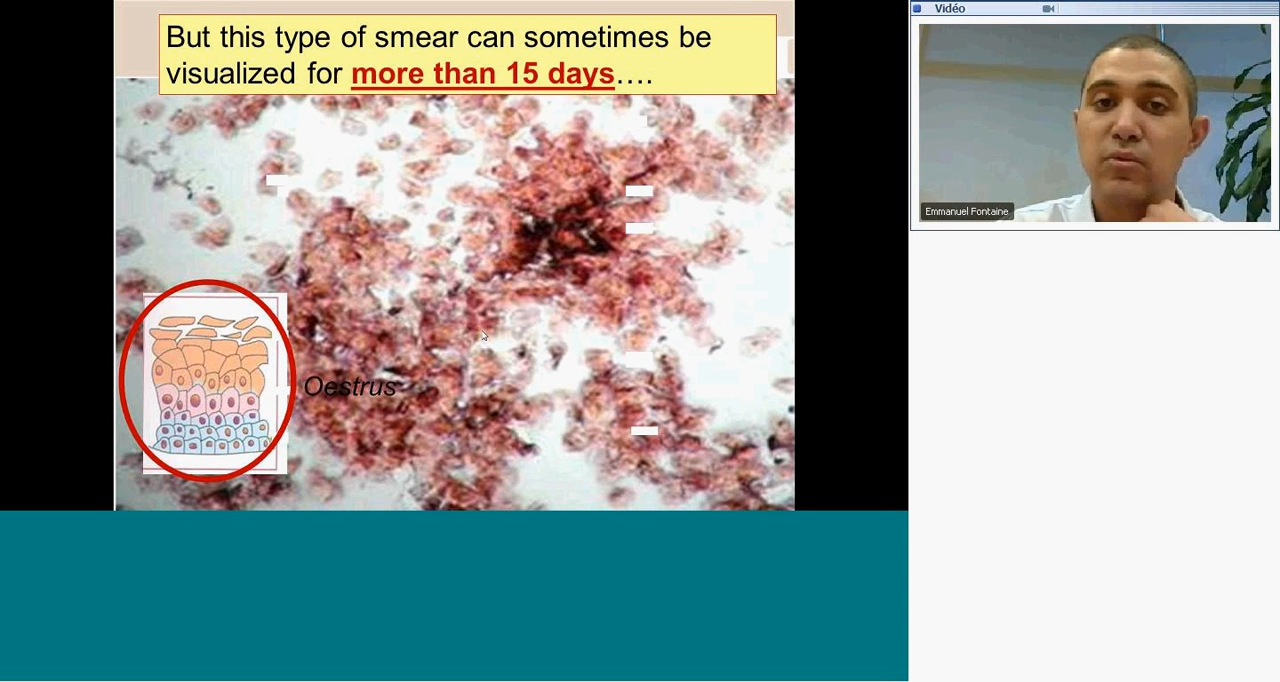 But this type of smear can sometimes be
visualized for more than 15 days….
Oestrus
Vidéo
Emmanuel Fontaine